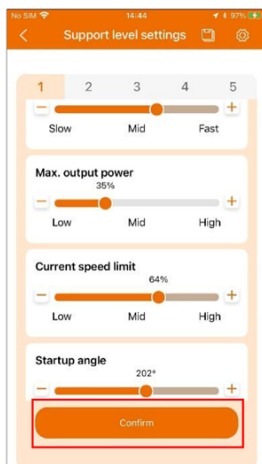 No SIM 14:44 97%
Support level settings
1 2 3 4 5
Slow Mid Fast
Max. output power
35%
Low Mid High
Current speed limit
64%
Low Mid High
Startup angle
202°
Confirm